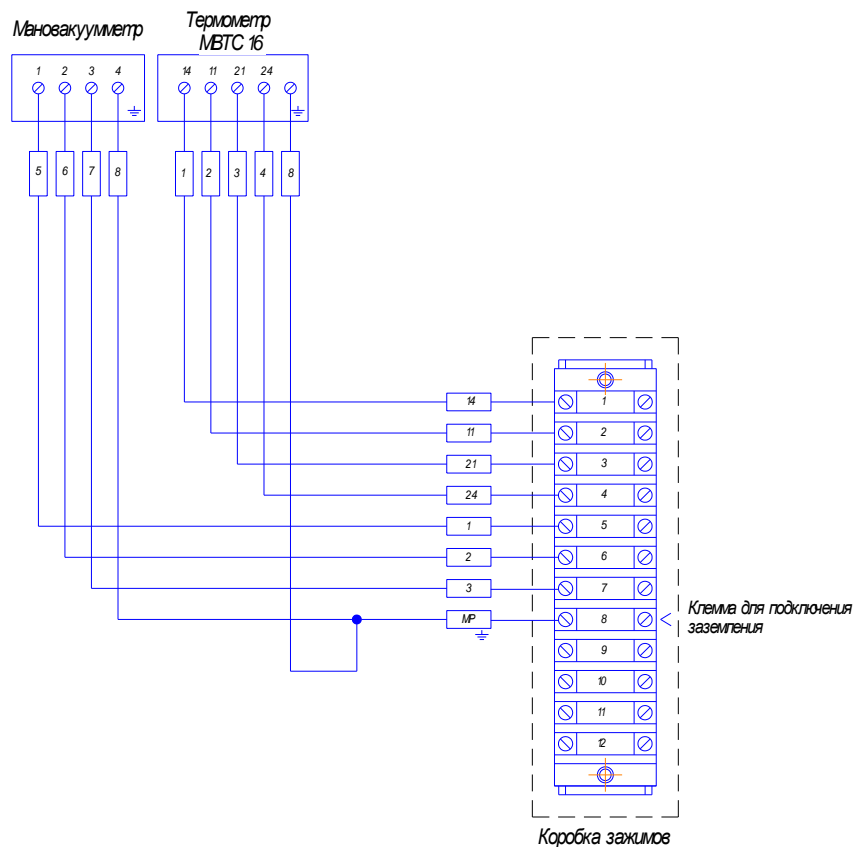 Мановакуумметр
Термометр
МВТС 16
1 2 3 4
14 11 21 24
5 6 7 8
1 2 3 4 8
14 1
11 2
21 3
24 4
1 5
2 6
3 7
МР 8
Клемма для подключения
заземления
9
10
11
12
Коробка зажимов